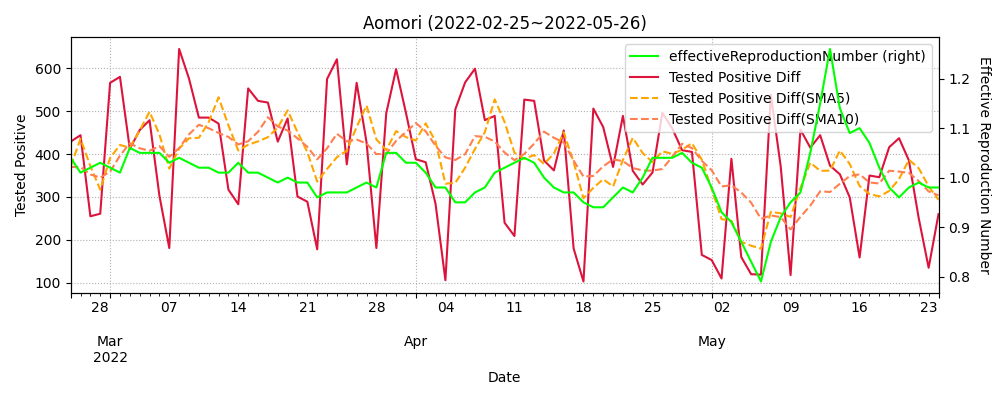 Aomori (2022-02-25~2022-05-26)
effectiveReproductionNumber (right)
Tested Positive Diff
Tested Positive Diff(SMA5)
Tested Positive Diff(SMA10)
Tested Positive
600
500
400
300
200
100
Effective Reproduction Number
1.2
1.1
1.0
0.9
0.8
28 07 14 21 28 04 11 18 25 02 09 16 23
Mar Apr May
2022
Date